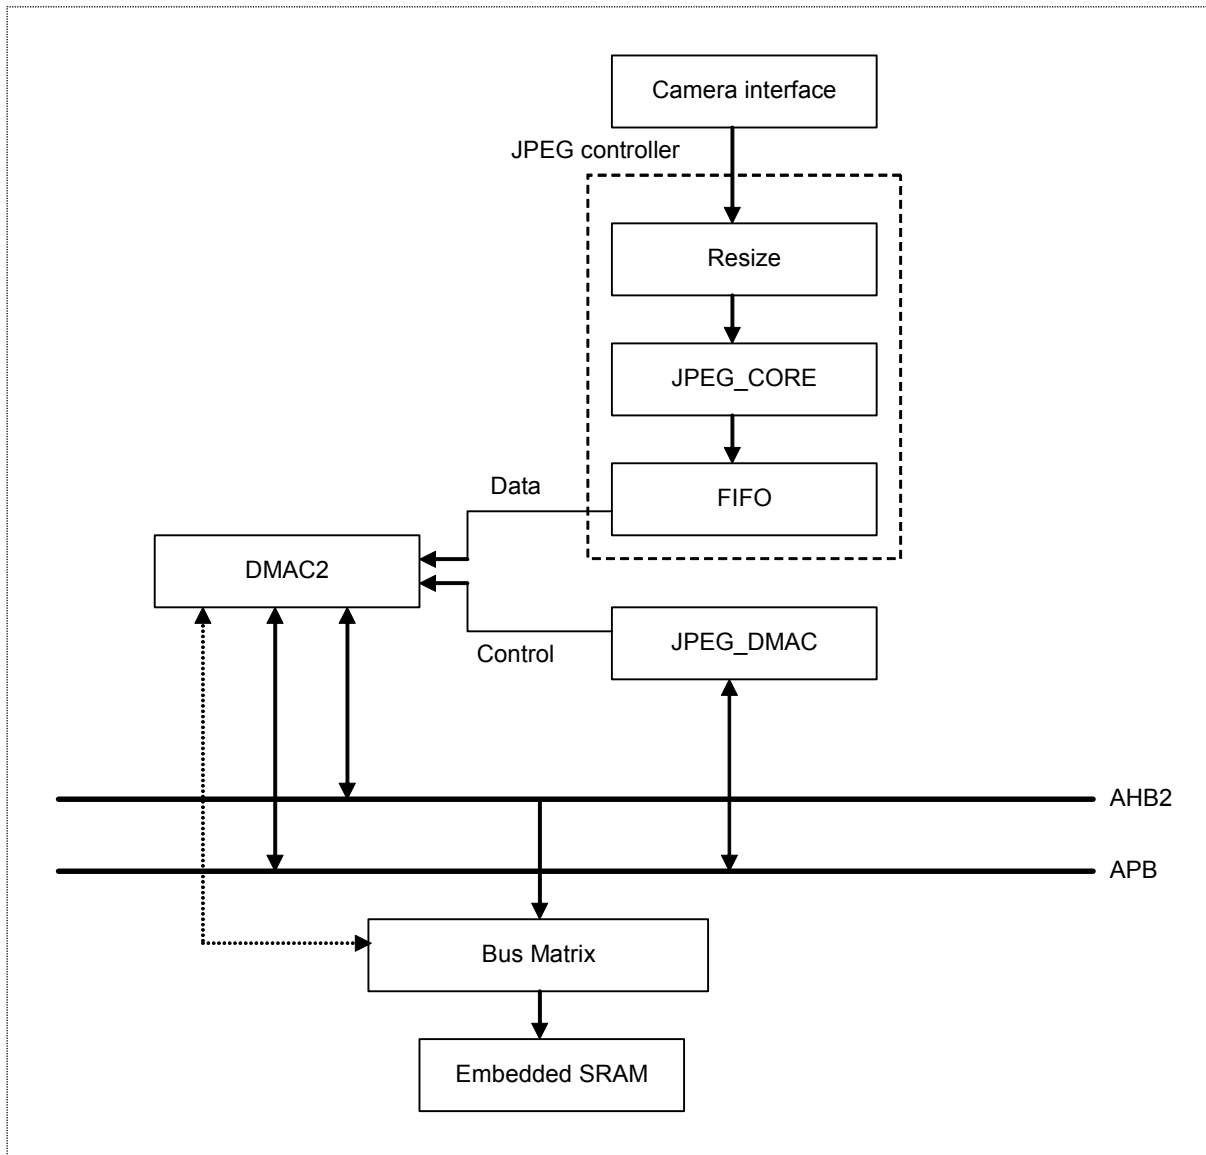 Camera interface
JPEG controller
Resize
JPEG_CORE
Data
FIFO
DMAC2
Control
JPEG_DMAC
AHB2
APB
Bus Matrix
Embedded SRAM